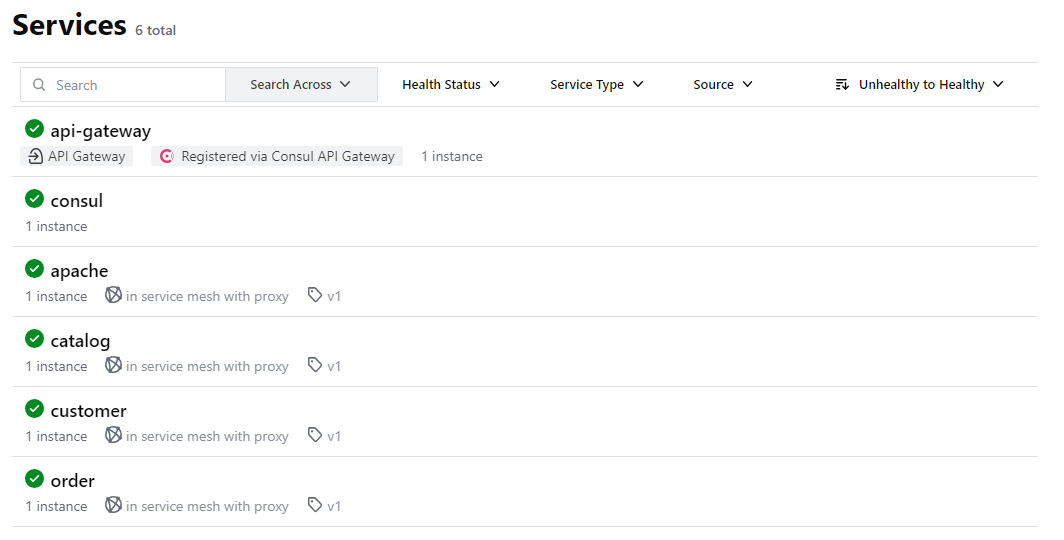 Services 6 total
Search Search Across Health Status Service Type Source Unhealthy to Healthy
api-gateway
API Gateway Registered via Consul API Gateway 1 instance
consul
1 instance
apache
1 instance in service mesh with proxy v1
catalog
1 instance in service mesh with proxy v1
customer
1 instance in service mesh with proxy v1
order
1 instance in service mesh with proxy v1